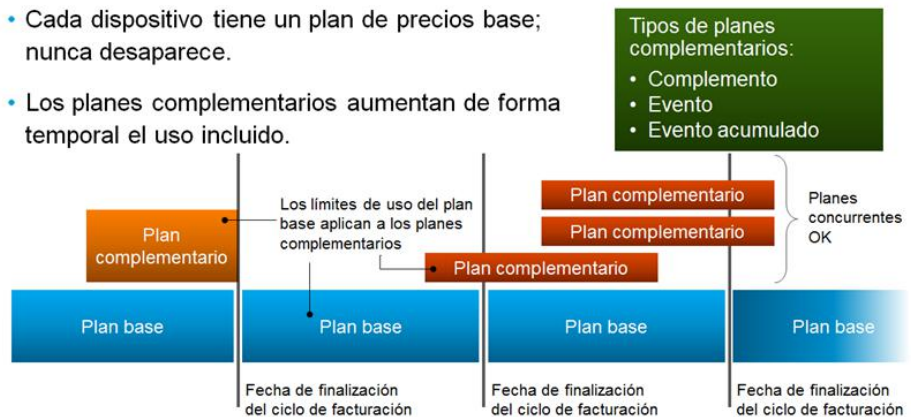 • Cada dispositivo tiene un plan de precios base;
nunca desaparece.
• Los planes complementarios aumentan de forma
temporal el uso incluido.
Tipos de planes
complementarios:
• Complemento
• Evento
• Evento acumulado
Plan
complementario
Los límites de uso del plan
base aplican a los planes
complementarios
Plan complementario
Plan complementario
Plan complementario
Planes
concurrentes
OK
Plan base
Plan base
Plan base
Plan base
Fecha de finalización
del ciclo de facturación
Fecha de finalización
del ciclo de facturación
Fecha de finalización
del ciclo de facturación